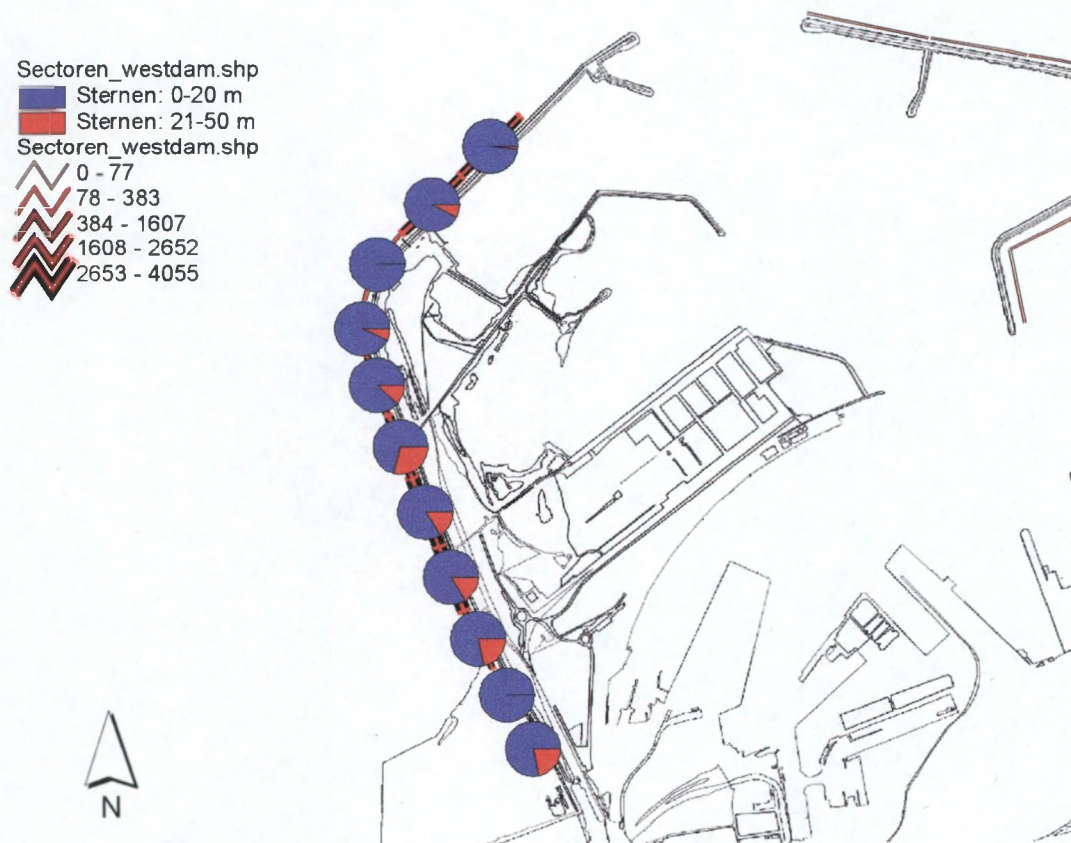 Sectoren_westdam.shp
Sternen: 0-20 m
Sternen: 21-50 m
Sectoren_westdam.shp
0 - 77
78 - 383
384 - 1607
1608 - 2652
2653 - 4055
N